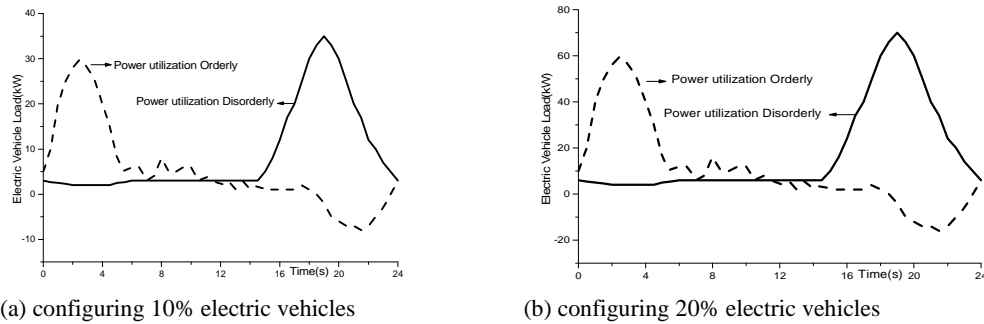 40
30
20
10
0
-10
Electric Vehicle Load(kW)
Power utilization Orderly
Power utilization Disorderly
0 4 8 12 16 20 24
Time(s)
(a) configuring 10% electric vehicles
80
60
40
20
0
-20
Electric Vehicle Load(kW)
Power utilization Orderly
Power utilization Disorderly
0 4 8 12 16 20 24
Time(s)
(b) configuring 20% electric vehicles